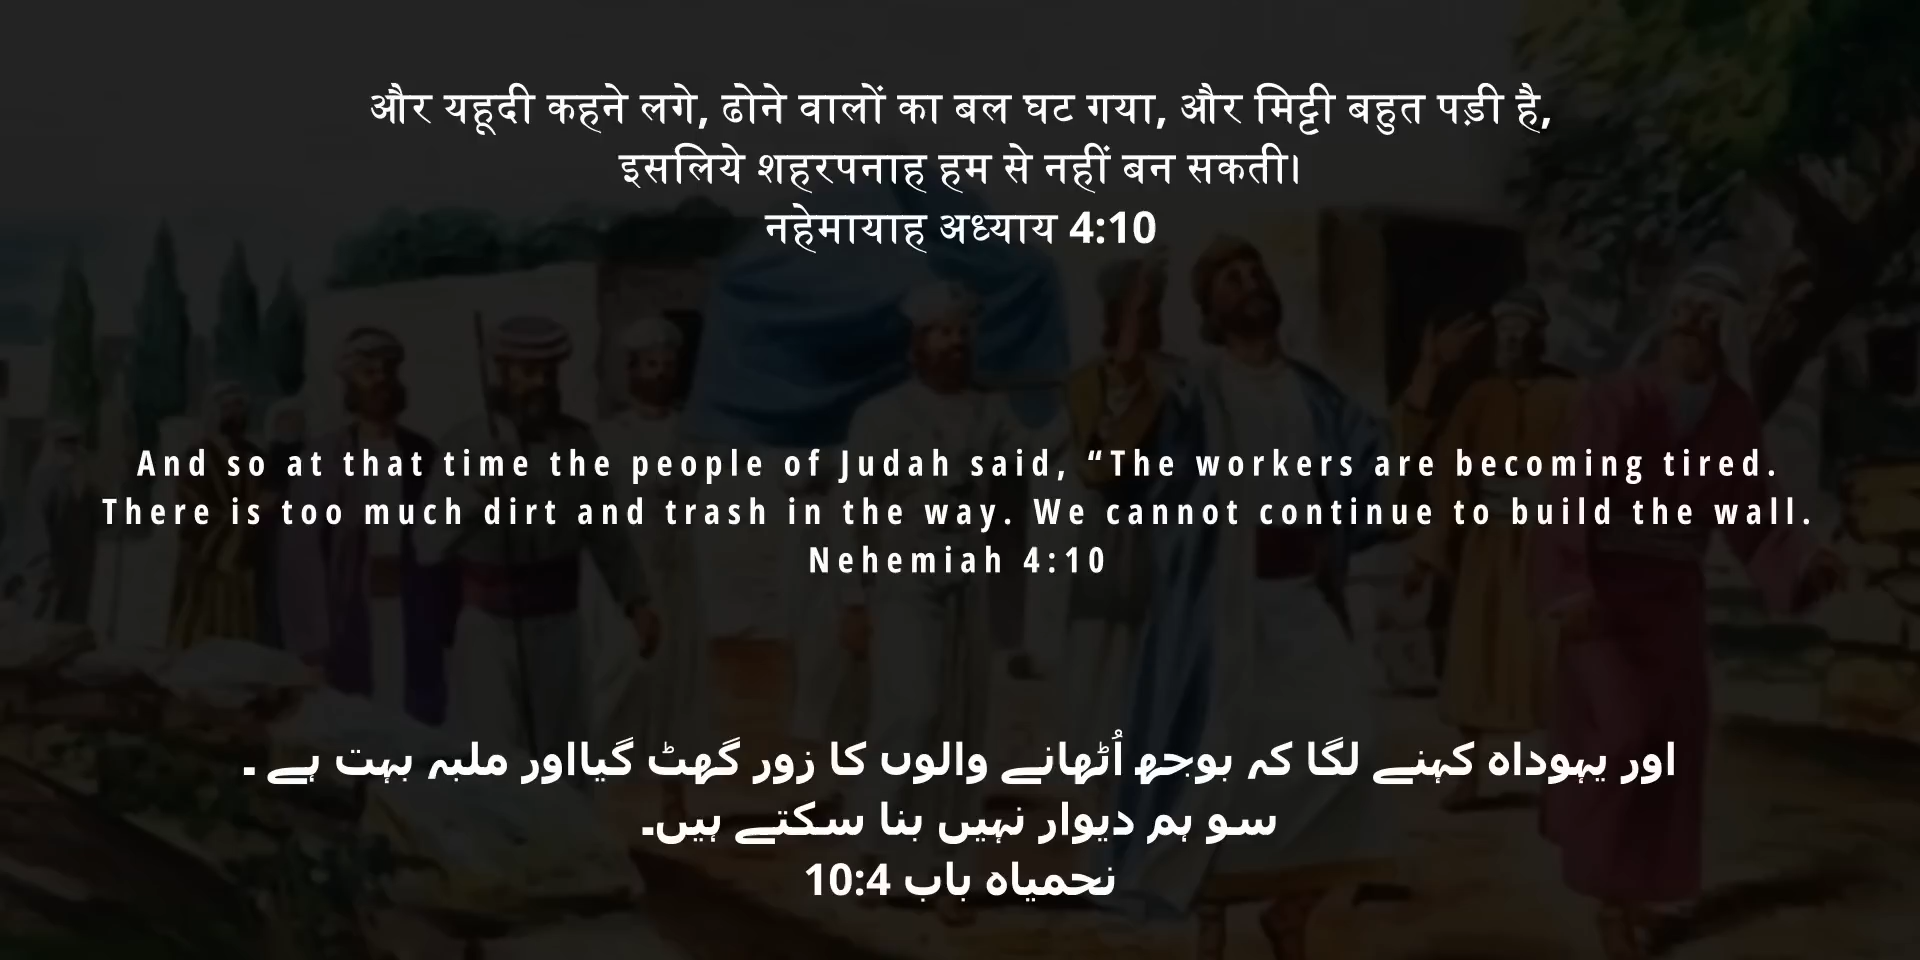 और यहूदी कहने लगे, ढोने वालों का बल घट गया, और मिट्टी बहुत पड़ी है,
इसलिये शहरपनाह हम से नहीं बन सकती।
नहेमायाह अध्याय 4:10
And so at that time the people of Judah said, “The workers are becoming tired.
There is too much dirt and trash in the way. We cannot continue to build the wall.
Nehemiah 4:10
اور یہوداہ کہنے لگا کہ بوجھ اُٹھانے والوں کا زور گھٹ گیااور ملبہ بہت ہے ۔
سو ہم دیوار نہیں بنا سکتے ہیں۔
نحمیاہ باب 10:4